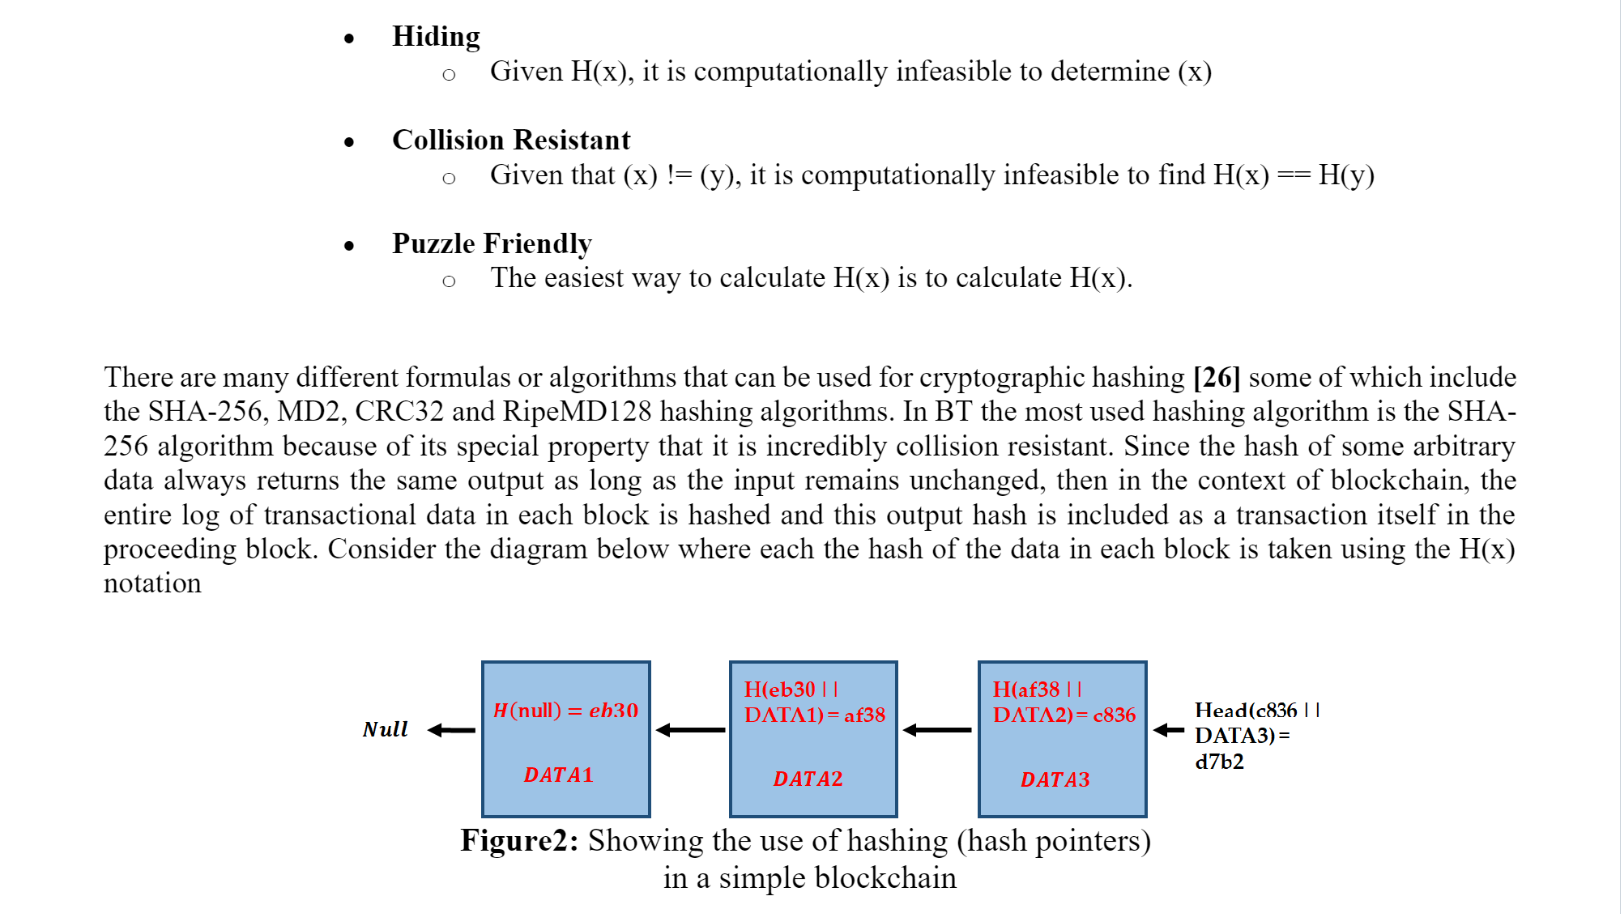 • Hiding
○ Given H(x), it is computationally infeasible to determine (x)
• Collision Resistant
○ Given that (x) != (y), it is computationally infeasible to find H(x) == H(y)
• Puzzle Friendly
○ The easiest way to calculate H(x) is to calculate H(x).
There are many different formulas or algorithms that can be used for cryptographic hashing [26] some of which include
the SHA-256, MD2, CRC32 and RipeMD128 hashing algorithms. In BT the most used hashing algorithm is the SHA-
256 algorithm because of its special property that it is incredibly collision resistant. Since the hash of some arbitrary
data always returns the same output as long as the input remains unchanged, then in the context of blockchain, the
entire log of transactional data in each block is hashed and this output hash is included as a transaction itself in the
proceeding block. Consider the diagram below where each the hash of the data in each block is taken using the H(x)
notation
Null
H(null) = eb30
DATA1
H(eb30 ||
DATA1) = af38
DATA2
H(af38 ||
DATA2) = c836
DATA3
Head(c836 ||
DATA3) =
d7b2
Figure2: Showing the use of hashing (hash pointers)
in a simple blockchain